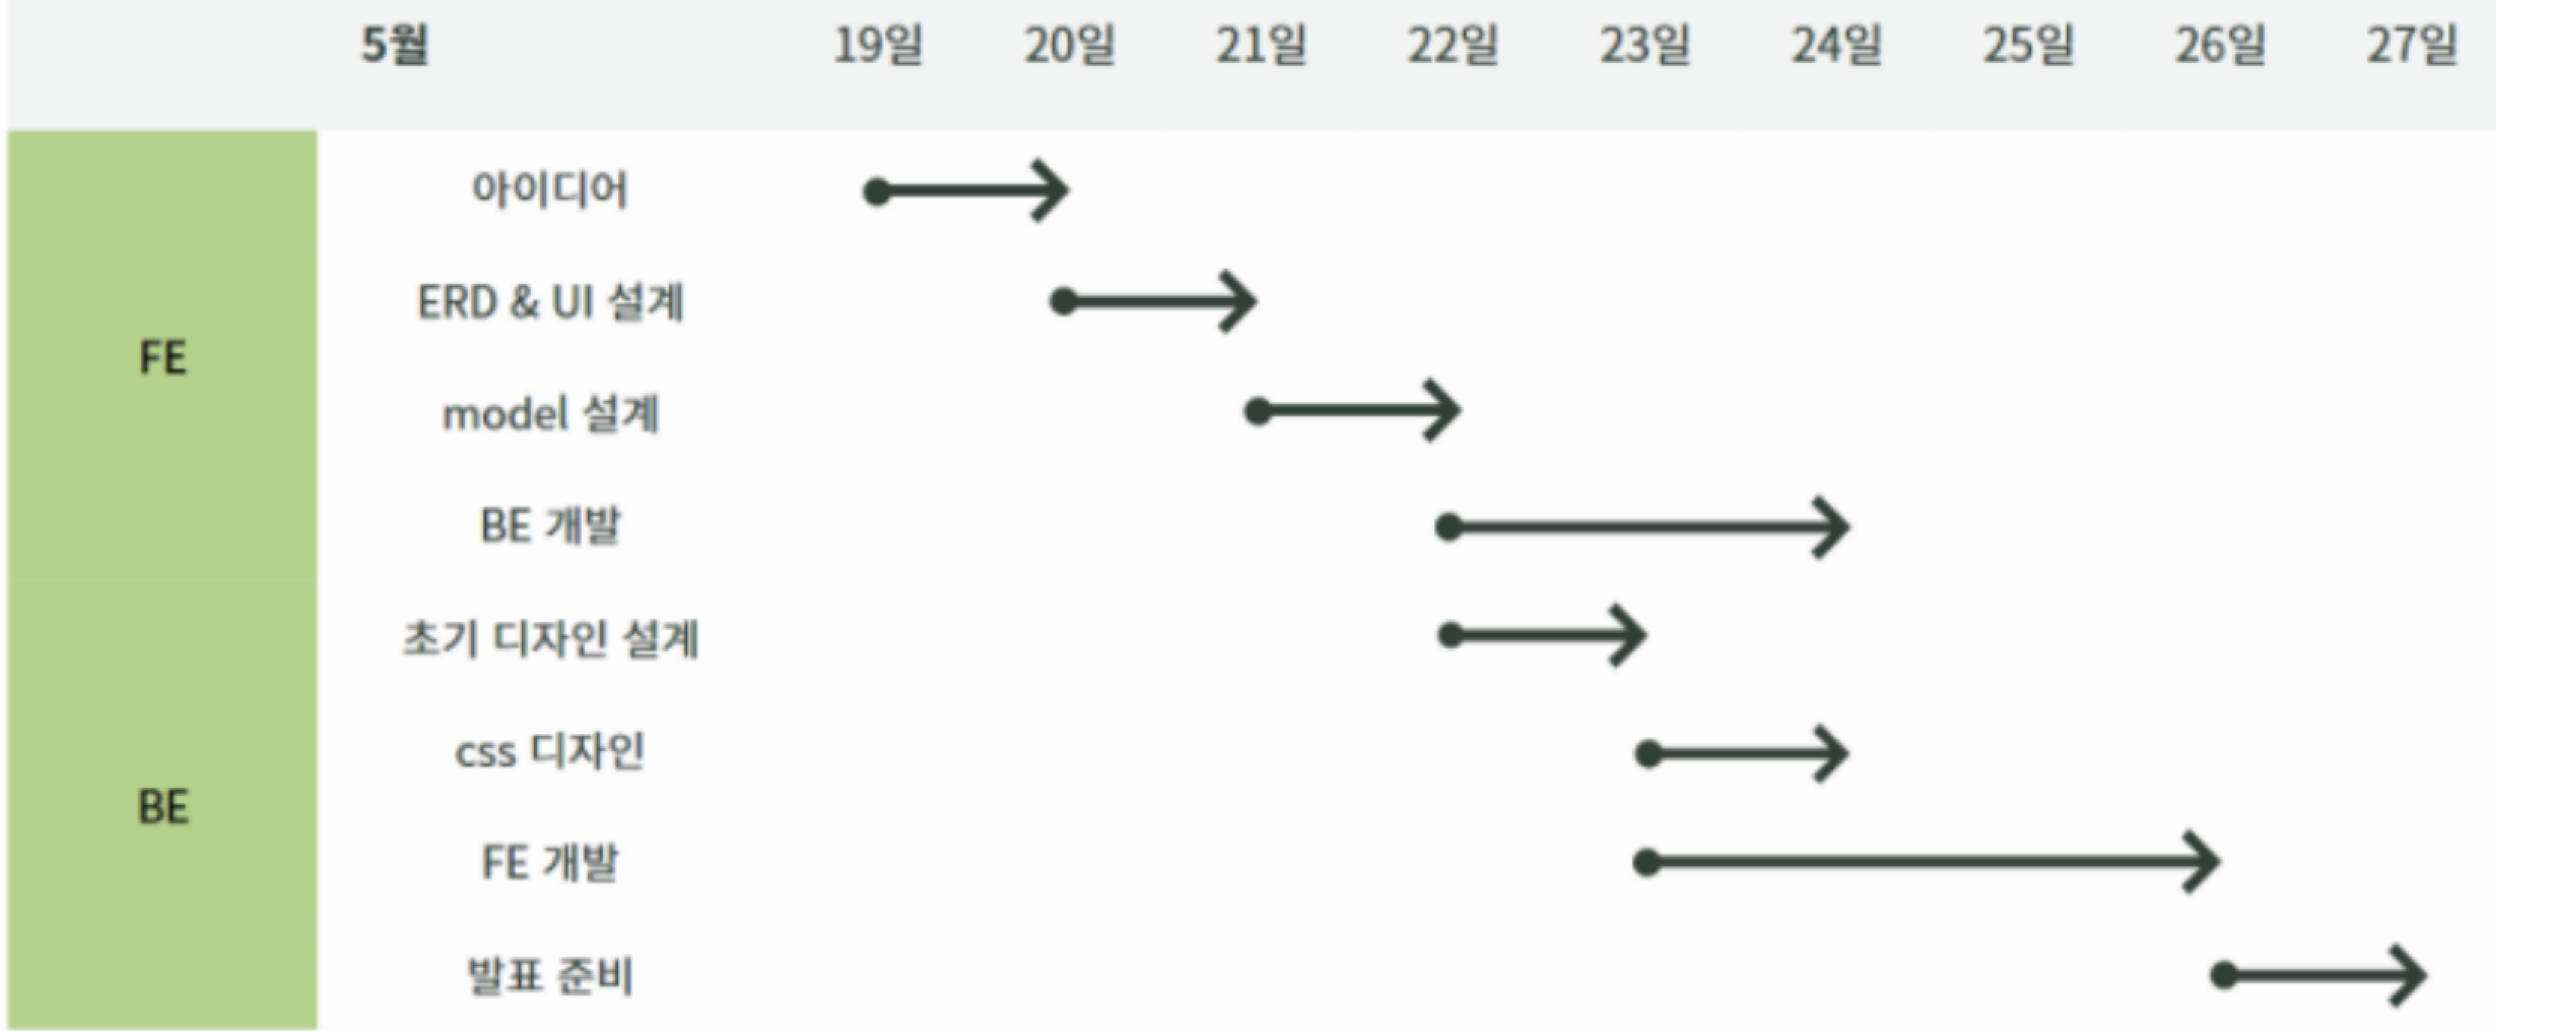 5월 19일 20일 21일 22일 23일 24일 25일 26일 27일
FE
아이디어
ERD & UI 설계
model 설계
BE 개발
BE
초기 디자인 설계
css 디자인
FE 개발
발표 준비